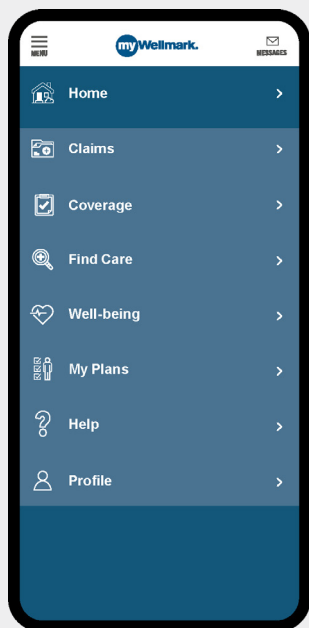 MENU
myWellmark.
MESSAGES
Home
Claims
Coverage
Find Care
Well-being
My Plans
Help
Profile